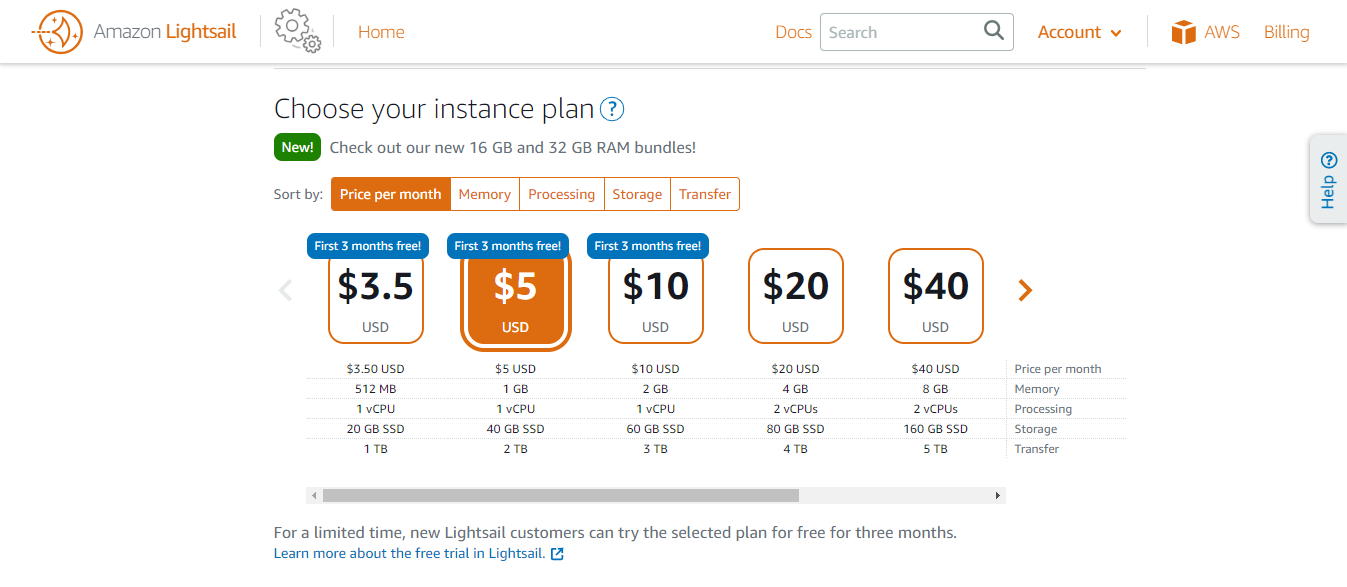 Amazon Lightsail Home Docs Search Account AWS Billing
Choose your instance plan ?
New! Check out our new 16 GB and 32 GB RAM bundles!
Sort by: Price per month Memory Processing Storage Transfer
First 3 months free! First 3 months free! First 3 months free!
$3.5 $5 $10 $20 $40
USD USD USD USD USD
$3.50 USD $5 USD $10 USD $20 USD $40 USD Price per month
512 MB 1 GB 2 GB 4 GB 8 GB Memory
1 vCPU 1 vCPU 1 vCPU 2 vCPUs 2 vCPUs Processing
20 GB SSD 40 GB SSD 60 GB SSD 80 GB SSD 160 GB SSD Storage
1 TB 2 TB 3 TB 4 TB 5 TB Transfer
For a limited time, new Lightsail customers can try the selected plan for free for three months.
Learn more about the free trial in Lightsail.
Help ?